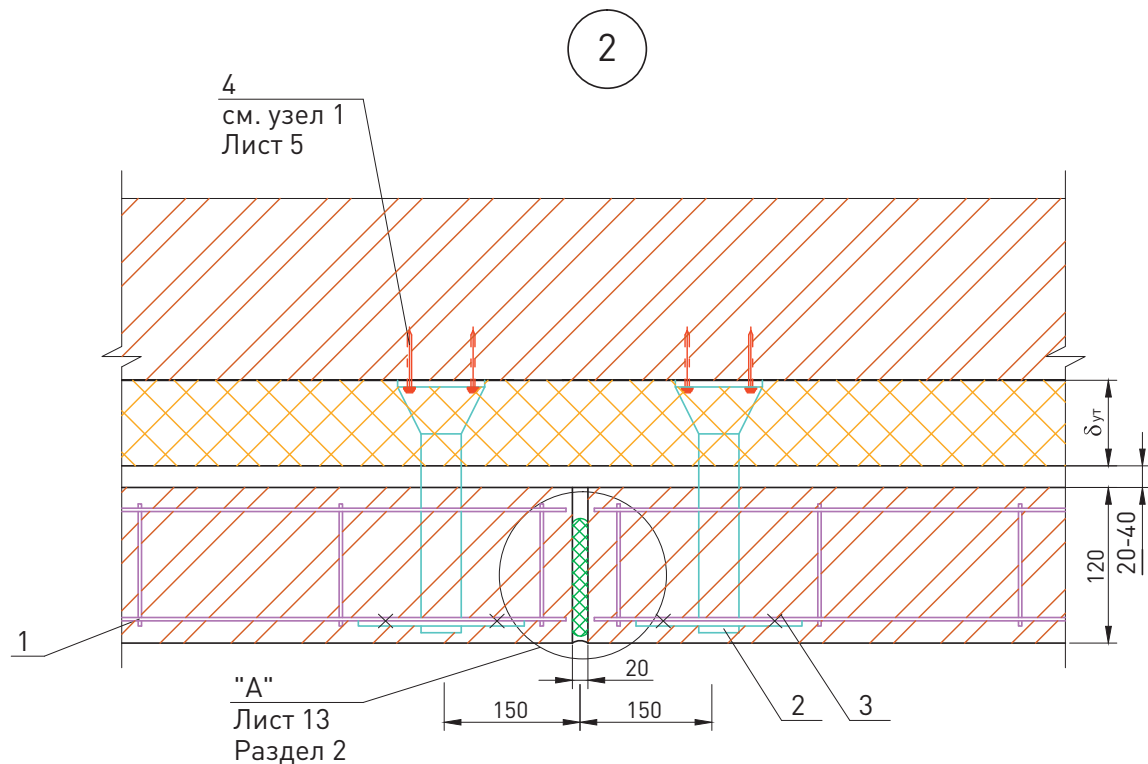 2
4
см. узел 1
Лист 5
δут
20-40
120
1
"А"
Лист 13
Раздел 2
20
150
150
2
3